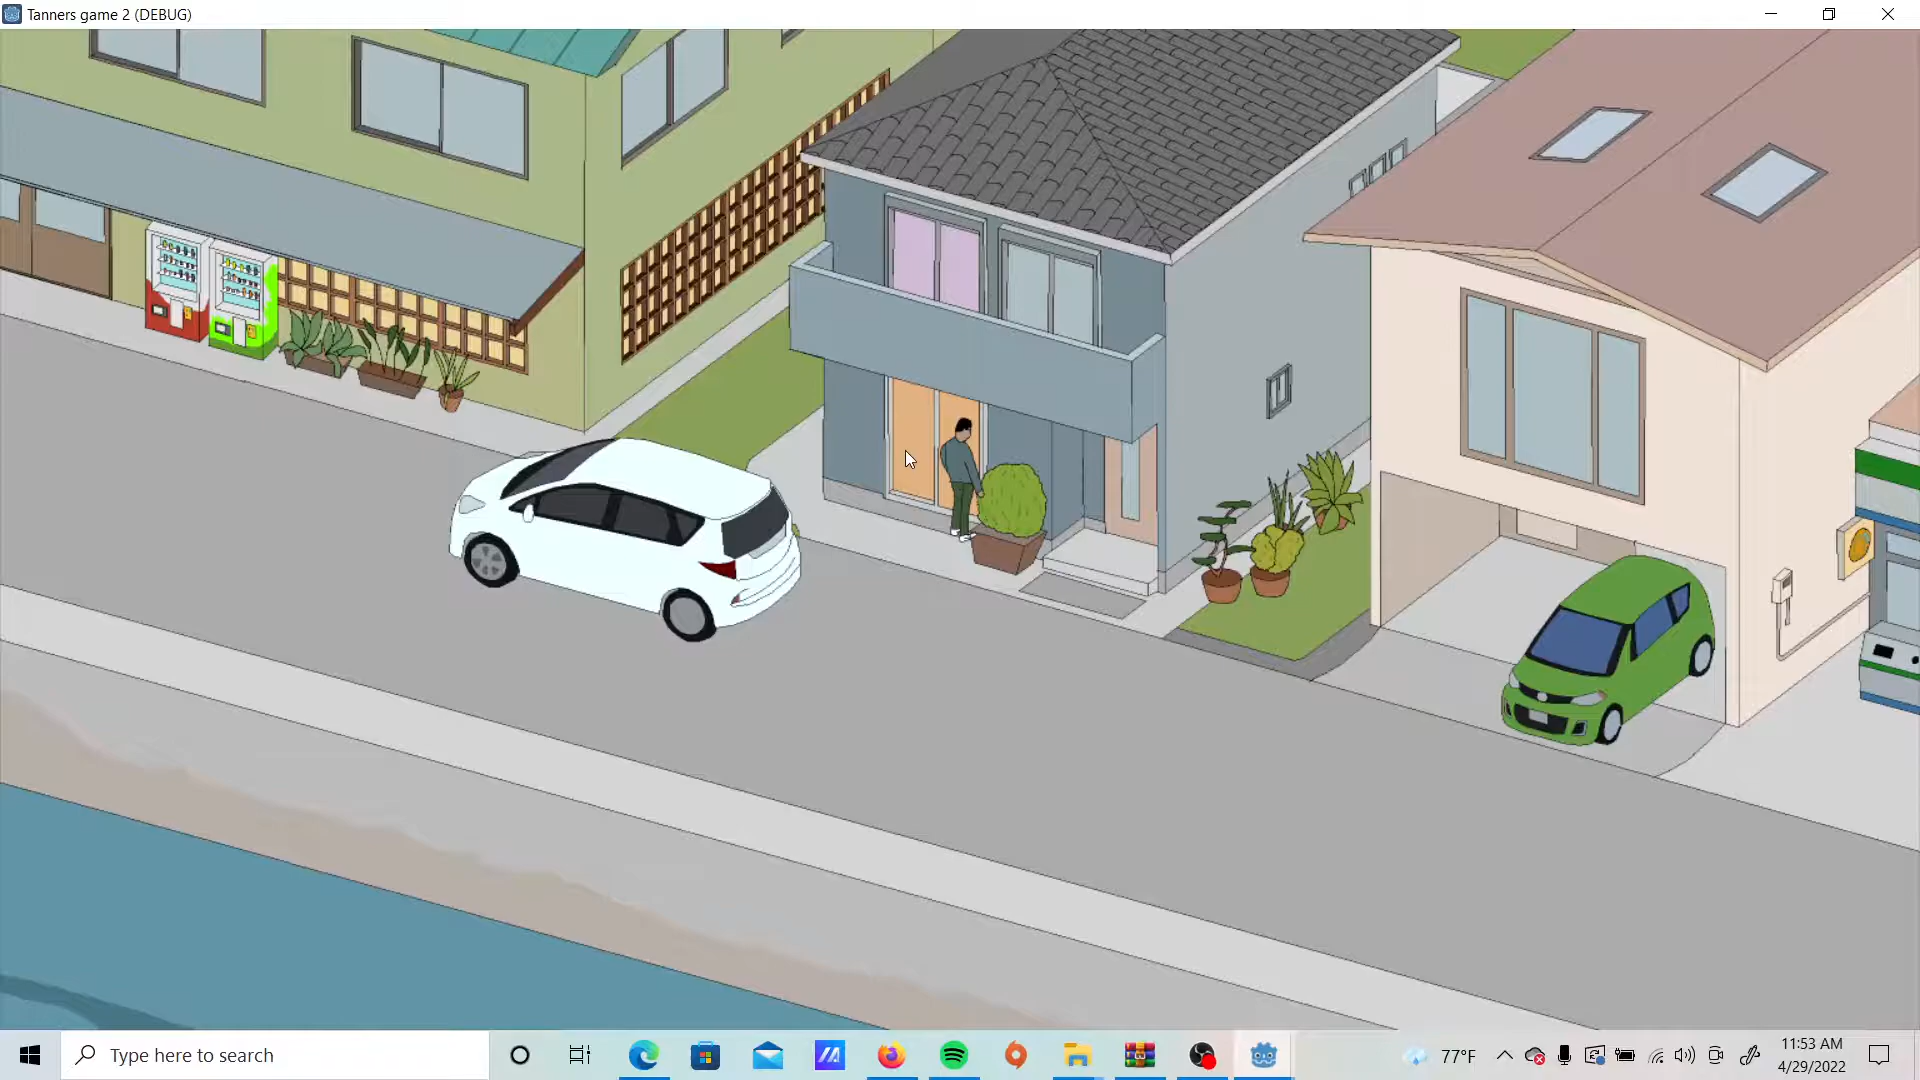 Tanners game 2 (DEBUG)
Type here to search
77°F
11:53 AM
4/29/2022